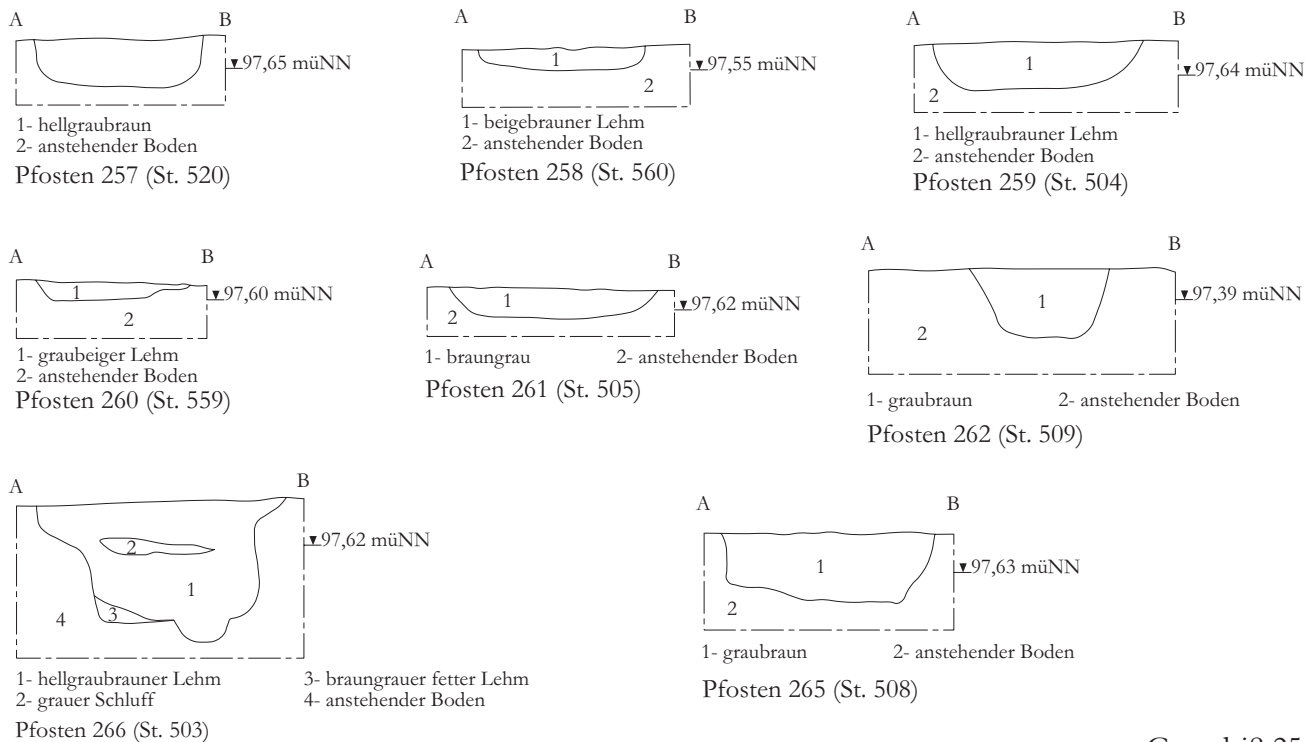 A B
97,65 müNN
1- hellgraubraun
2- anstehender Boden
Pfosten 257 (St. 520)
A B
1
2
97,55 müNN
1- beigebrauner Lehm
2- anstehender Boden
Pfosten 258 (St. 560)
A B
1
2
97,64 müNN
1- hellgraubrauner Lehm
2- anstehender Boden
Pfosten 259 (St. 504)
A B
1
2
97,60 müNN
1- graubeiger Lehm
2- anstehender Boden
Pfosten 260 (St. 559)
A B
1
2
97,62 müNN
1- braungrau 2- anstehender Boden
Pfosten 261 (St. 505)
A B
1
2
97,39 müNN
1- graubraun 2- anstehender Boden
Pfosten 262 (St. 509)
A B
2
97,62 müNN
1
3
4
1- hellgraubrauner Lehm 3- braungrauer fetter Lehm
2- grauer Schluff 4- anstehender Boden
Pfosten 266 (St. 503)
A B
1
97,63 müNN
2
1- graubraun 2- anstehender Boden
Pfosten 265 (St. 508)